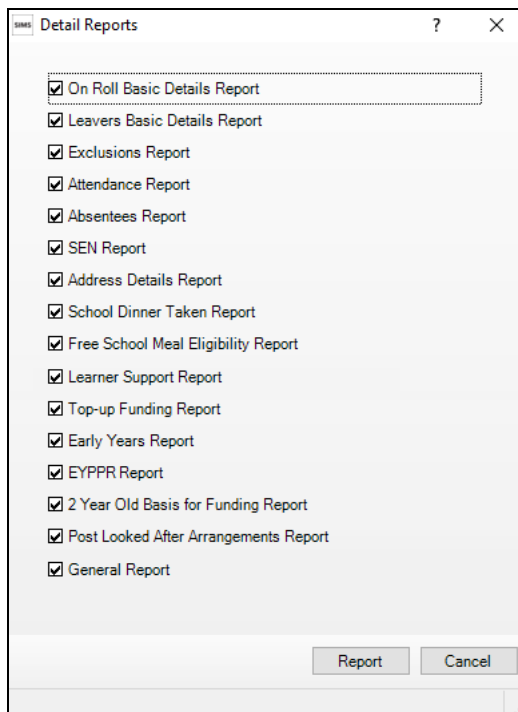 SIMS Detail Reports ?
On Roll Basic Details Report
Leavers Basic Details Report
Exclusions Report
Attendance Report
Absentees Report
SEN Report
Address Details Report
School Dinner Taken Report
Free School Meal Eligibility Report
Learner Support Report
Top-up Funding Report
Early Years Report
EYPPR Report
2 Year Old Basis for Funding Report
Post Looked After Arrangements Report
General Report
Report Cancel